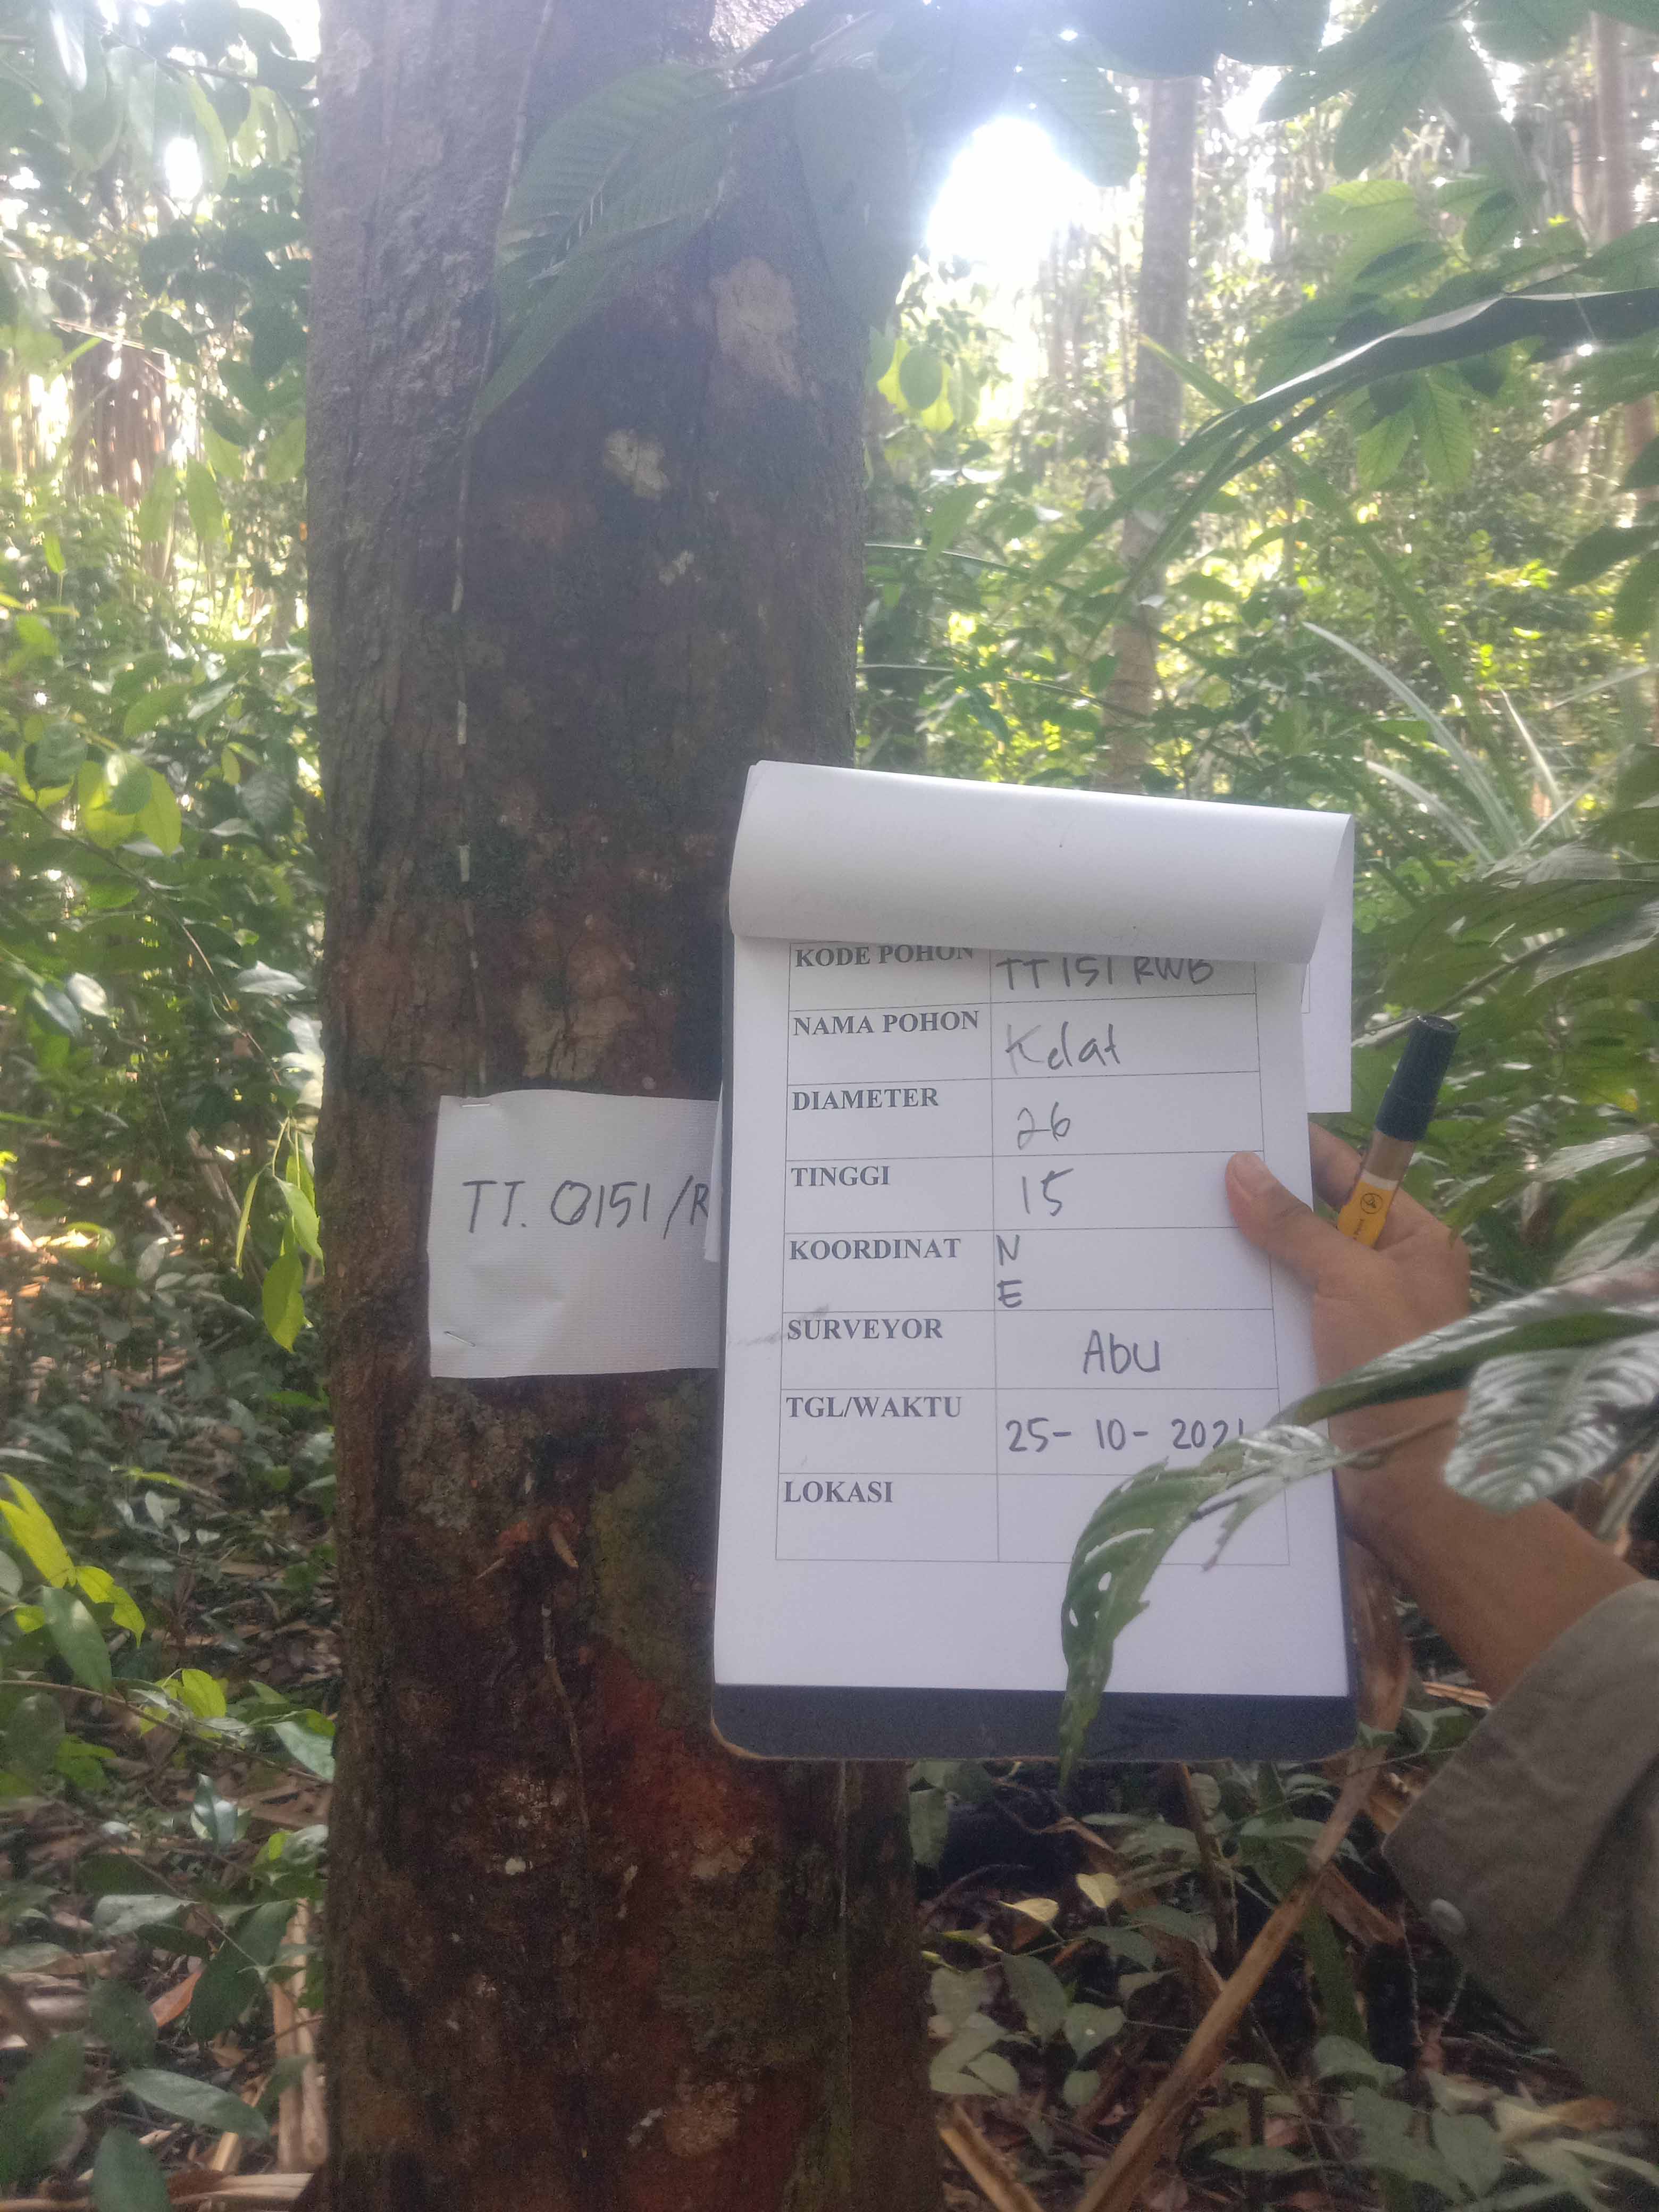 KODE POHON TT 151 RWB
NAMA POHON Kelat
DIAMETER 26
TINGGI 15
KOORDINAT N
E
SURVEYOR Abu
TGL/WAKTU 25-10-2021
LOKASI
TT. 0151/R